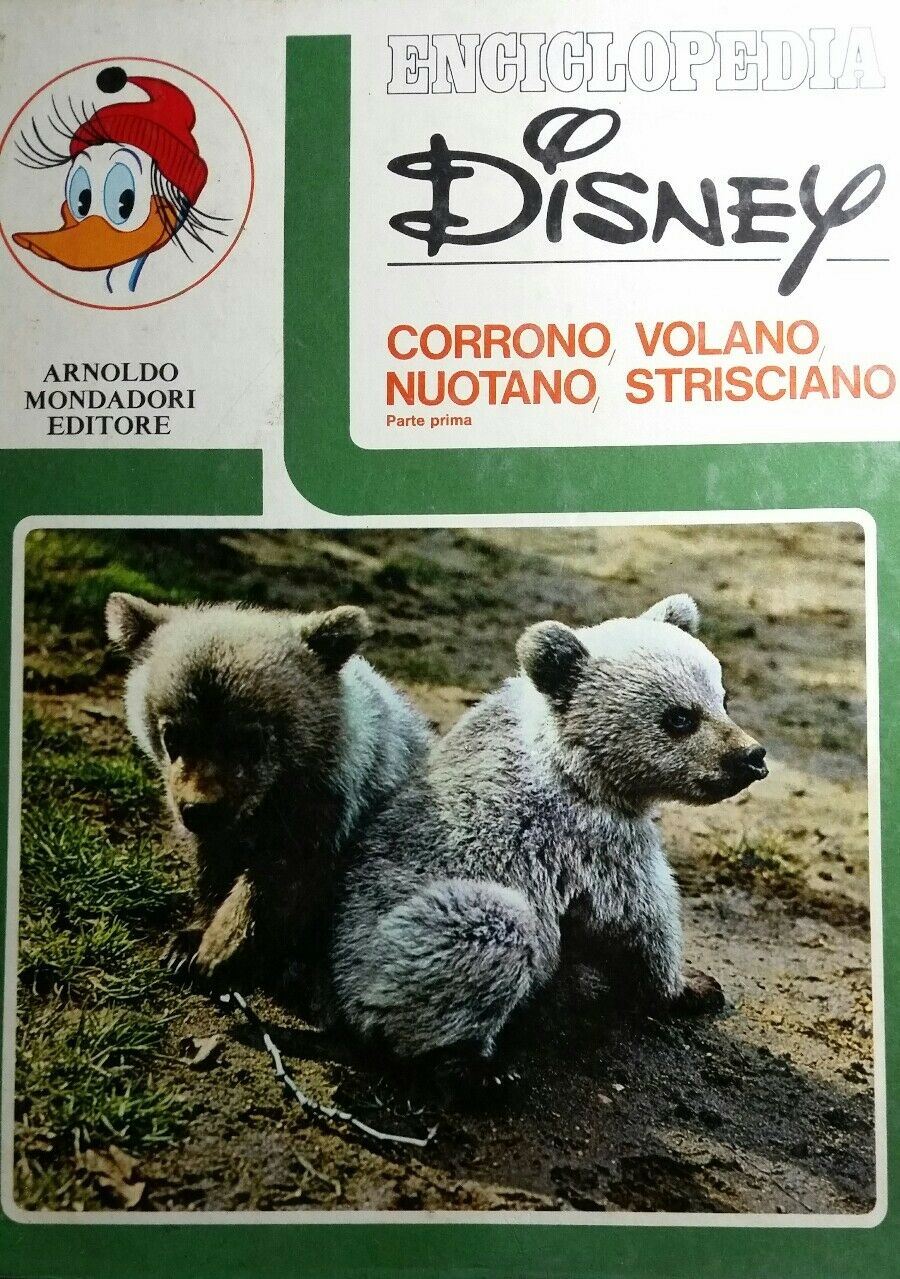 ENCICLOPEDIA
DISNEY
CORRONO, VOLANO,
NUOTANO, STRISCIANO
Parte prima
ARNOLDO
MONDADORI
EDITORE